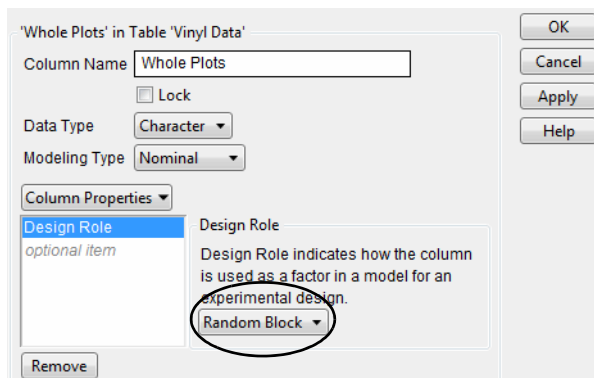 'Whole Plots' in Table 'Vinyl Data'
OK
Column Name Whole Plots
Cancel
Lock
Apply
Data Type Character
Help
Modeling Type Nominal
Column Properties
Design Role
optional item
Design Role
Design Role indicates how the column
is used as a factor in a model for an
experimental design.
Random Block
Remove